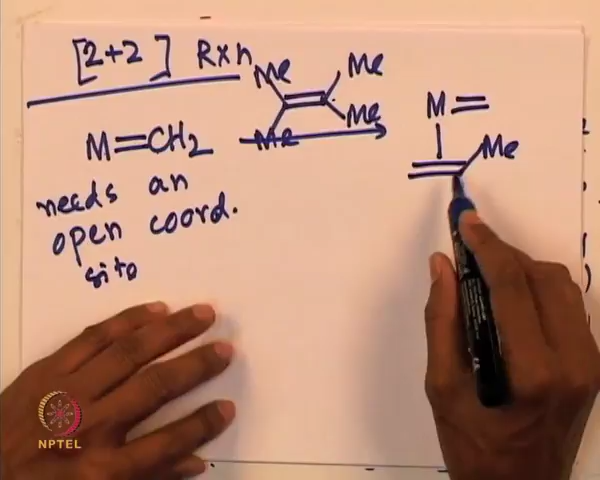 [2+2] Rxn
Me Me
Me Me
M=CH2
M=
Me
needs an
open coord.
site
NPTEL